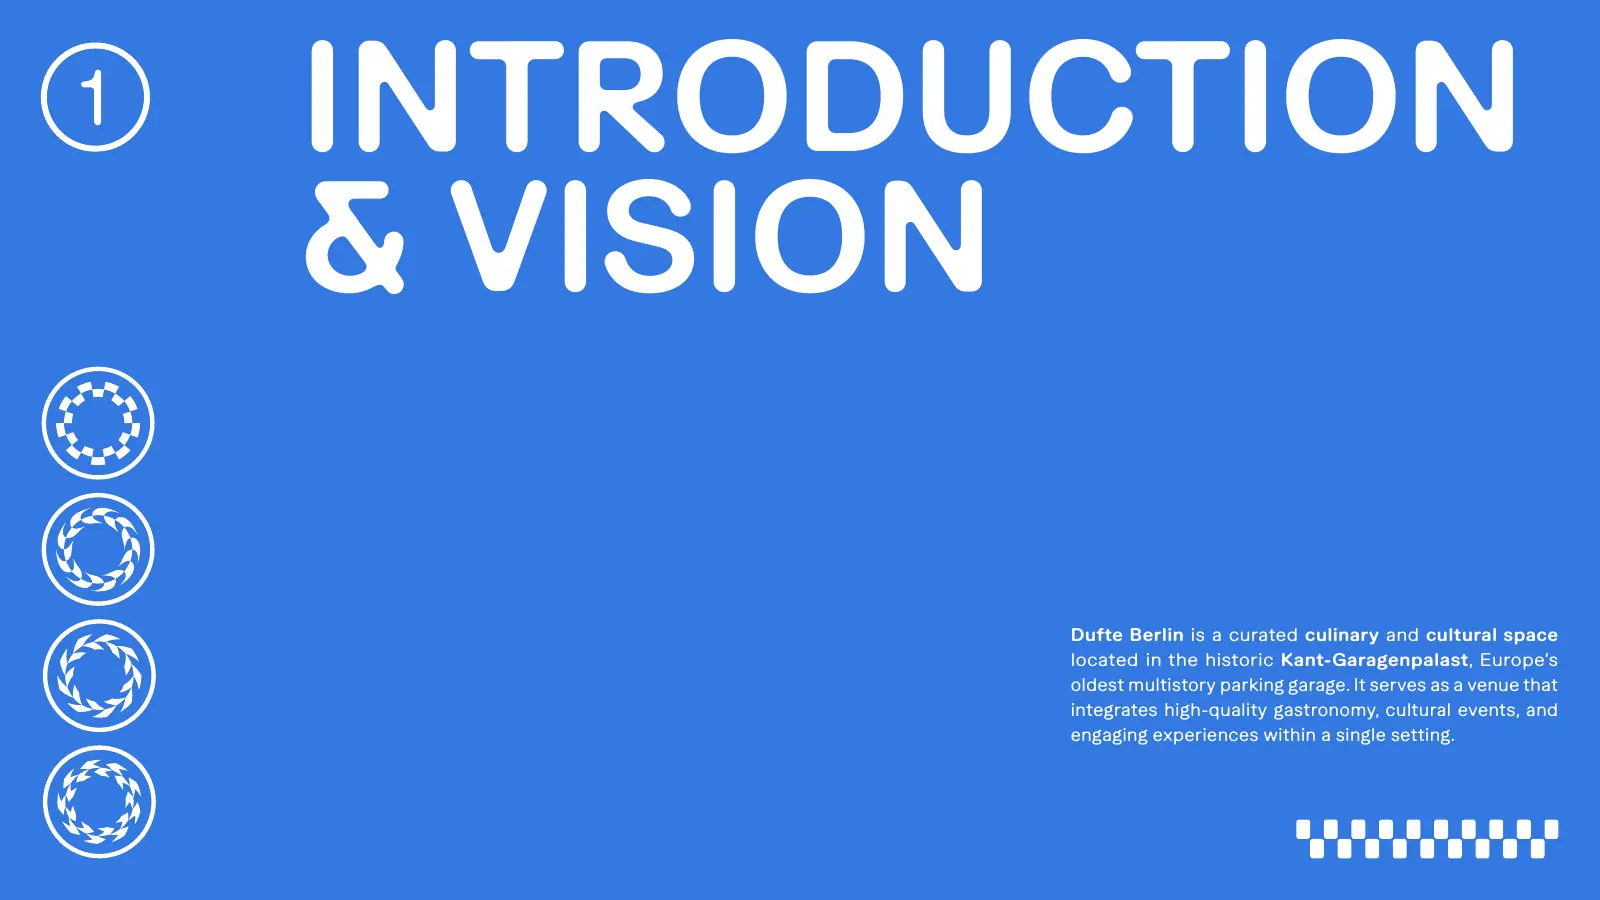 1
INTRODUCTION
& VISION
Dufte Berlin is a curated culinary and cultural space
located in the historic Kant-Garagenpalast, Europe’s
oldest multistory parking garage. It serves as a venue that
integrates high-quality gastronomy, cultural events, and
engaging experiences within a single setting.